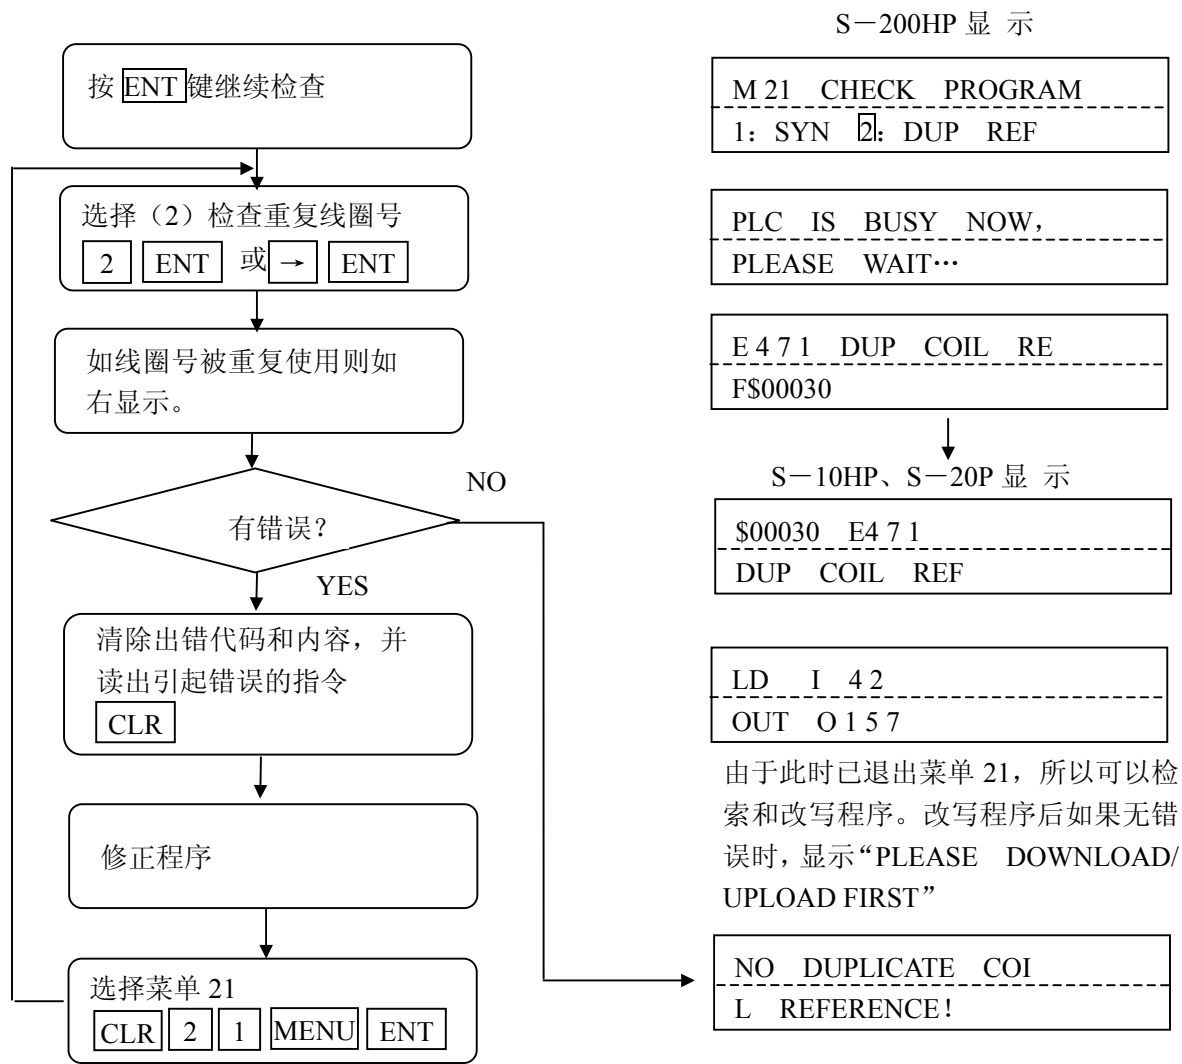 按 ENT 键继续检查
选择（2）检查重复线圈号
2 ENT 或 → ENT
如线圈号被重复使用则如
右显示。
有错误？
NO
YES
清除出错代码和内容，并
读出引起错误的指令
CLR
修正程序
选择菜单 21
CLR 2 1 MENU ENT
S－200HP 显 示
M 21 CHECK PROGRAM
1：SYN 2：DUP REF
PLC IS BUSY NOW，
PLEASE WAIT…
E 4 7 1 DUP COIL RE
F$00030
S－10HP、S－20P 显 示
$00030 E4 7 1
DUP COIL REF
LD I 4 2
OUT O 1 5 7
由于此时已退出菜单 21，所以可以检
索和改写程序。改写程序后如果无错
误时，显示“PLEASE DOWNLOAD/
UPLOAD FIRST”
NO DUPLICATE COI
L REFERENCE！